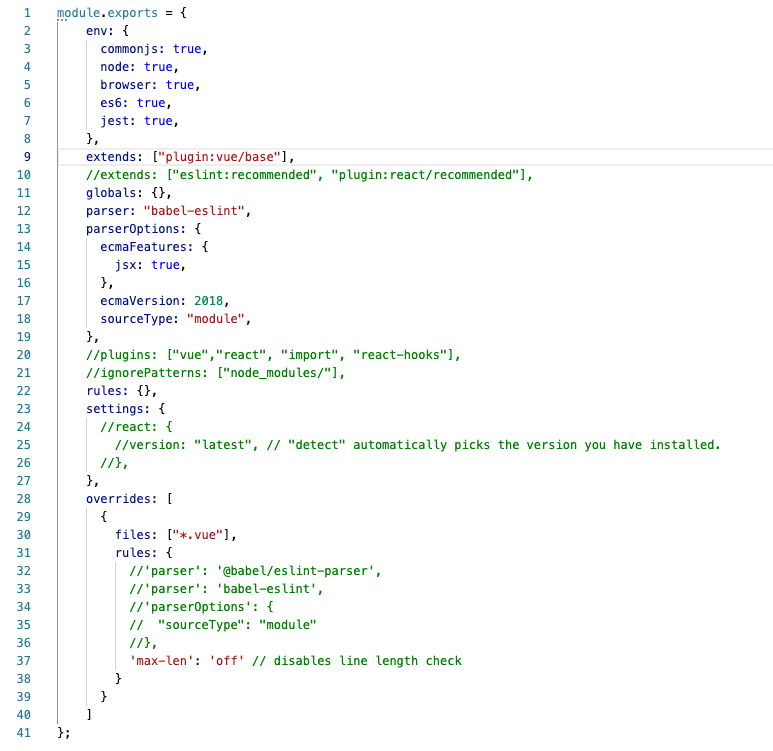 1 module.exports = {
2 env: {
3 commonjs: true,
4 node: true,
5 browser: true,
6 es6: true,
7 jest: true,
8 },
9 extends: ["plugin:vue/base"],
10 //extends: ["eslint:recommended", "plugin:react/recommended"],
11 globals: {},
12 parser: "babel-eslint",
13 parserOptions: {
14 ecmaFeatures: {
15 jsx: true,
16 },
17 ecmaVersion: 2018,
18 sourceType: "module",
19 },
20 //plugins: ["vue","react", "import", "react-hooks"],
21 //ignorePatterns: ["node_modules/"],
22 rules: {},
23 settings: {
24 //react: {
25 //version: "latest", // "detect" automatically picks the version you have installed.
26 //},
27 },
28 overrides: [
29 {
30 files: ["*.vue"],
31 rules: {
32 //'parser': '@babel/eslint-parser',
33 //'parser': 'babel-eslint',
34 //'parserOptions': {
35 //  "sourceType": "module"
36 //},
37 'max-len': 'off' // disables line length check
38 }
39 }
40 ]
41 };